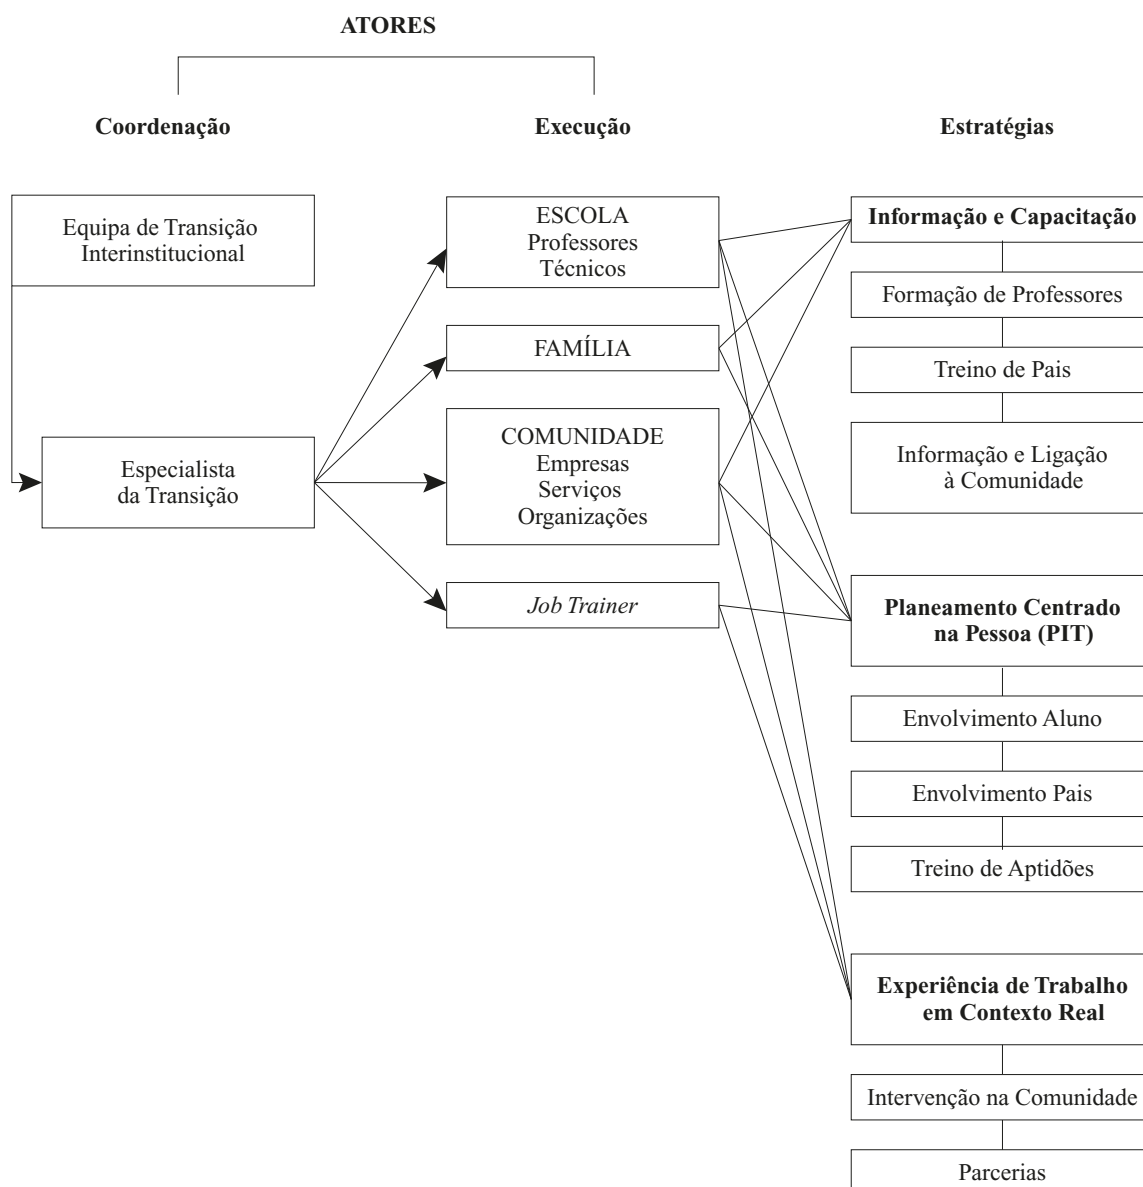 ATORES
Coordenação
Execução
Estratégias
Equipa de Transição
Interinstitucional
Especialista
da Transição
ESCOLA
Professores
Técnicos
FAMÍLIA
COMUNIDADE
Empresas
Serviços
Organizações
Job Trainer
Informação e Capacitação
Formação de Professores
Treino de Pais
Informação e Ligação
à Comunidade
Planeamento Centrado
na Pessoa (PIT)
Envolvimento Aluno
Envolvimento Pais
Treino de Aptidões
Experiência de Trabalho
em Contexto Real
Intervenção na Comunidade
Parcerias